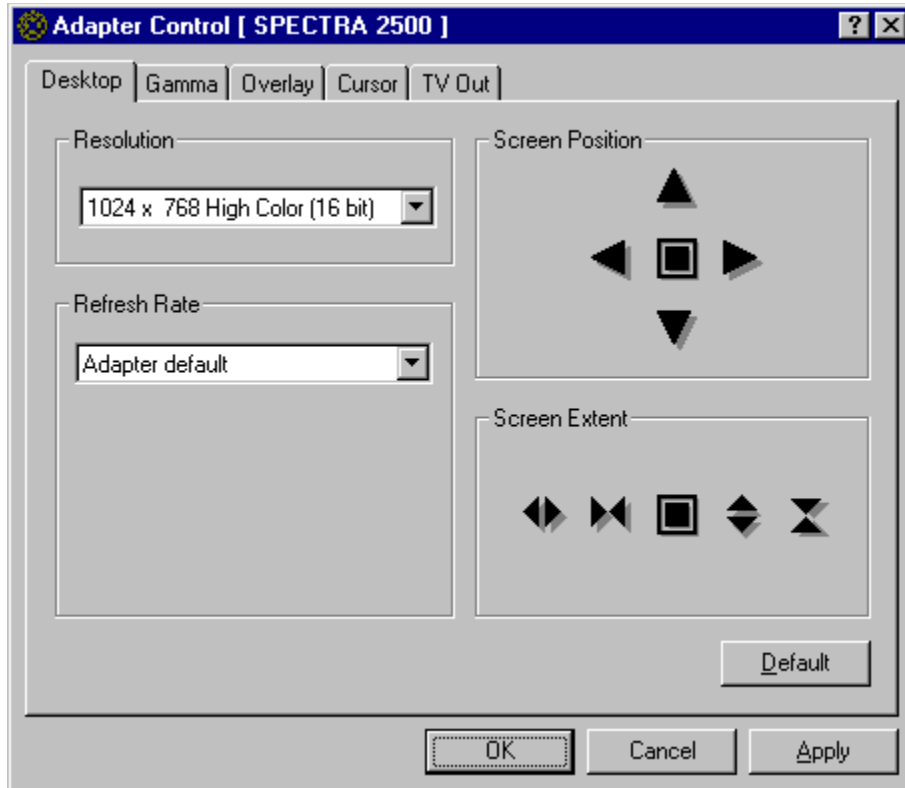 Adapter Control [ SPECTRA 2500 ]
Desktop Gamma Overlay Cursor TV Out
Resolution
1024 x  768 High Color (16 bit)
Refresh Rate
Adapter default
Screen Position
Screen Extent
Default
OK Cancel Apply